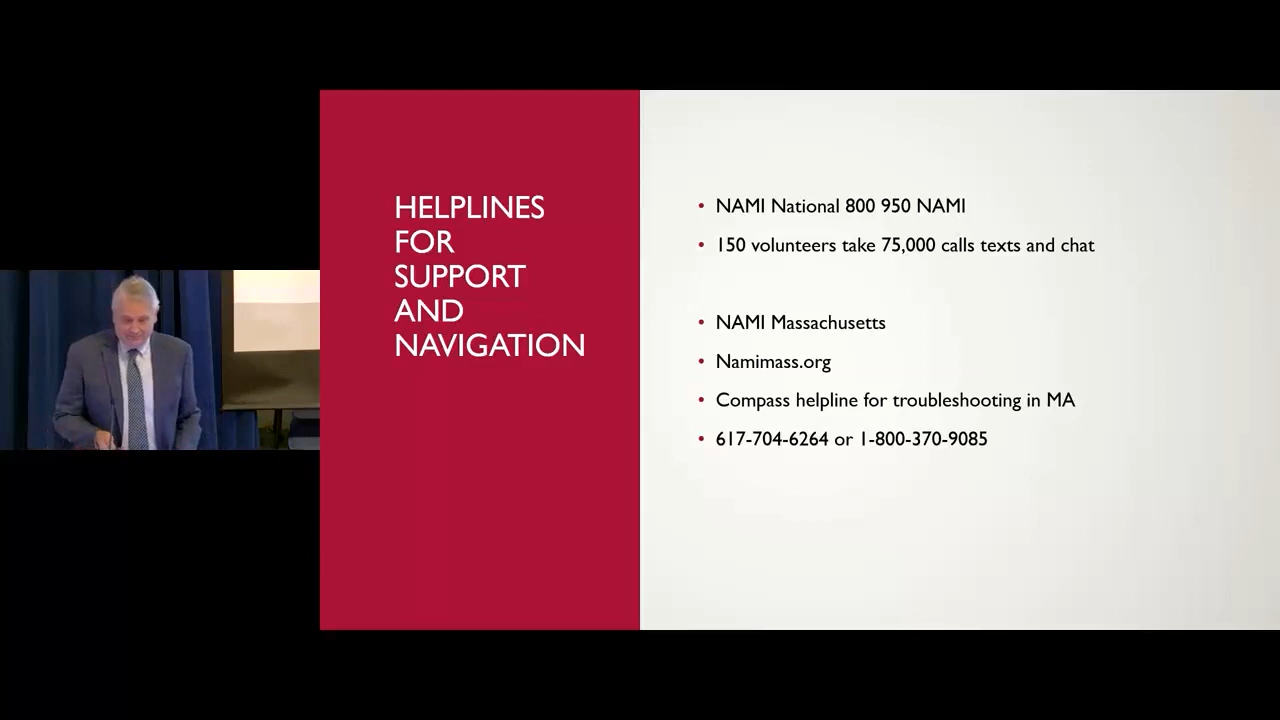 HELPLINES
FOR
SUPPORT
AND
NAVIGATION
• NAMI National 800 950 NAMI
• 150 volunteers take 75,000 calls texts and chat
• NAMI Massachusetts
• Namimass.org
• Compass helpline for troubleshooting in MA
• 617-704-6264 or 1-800-370-9085